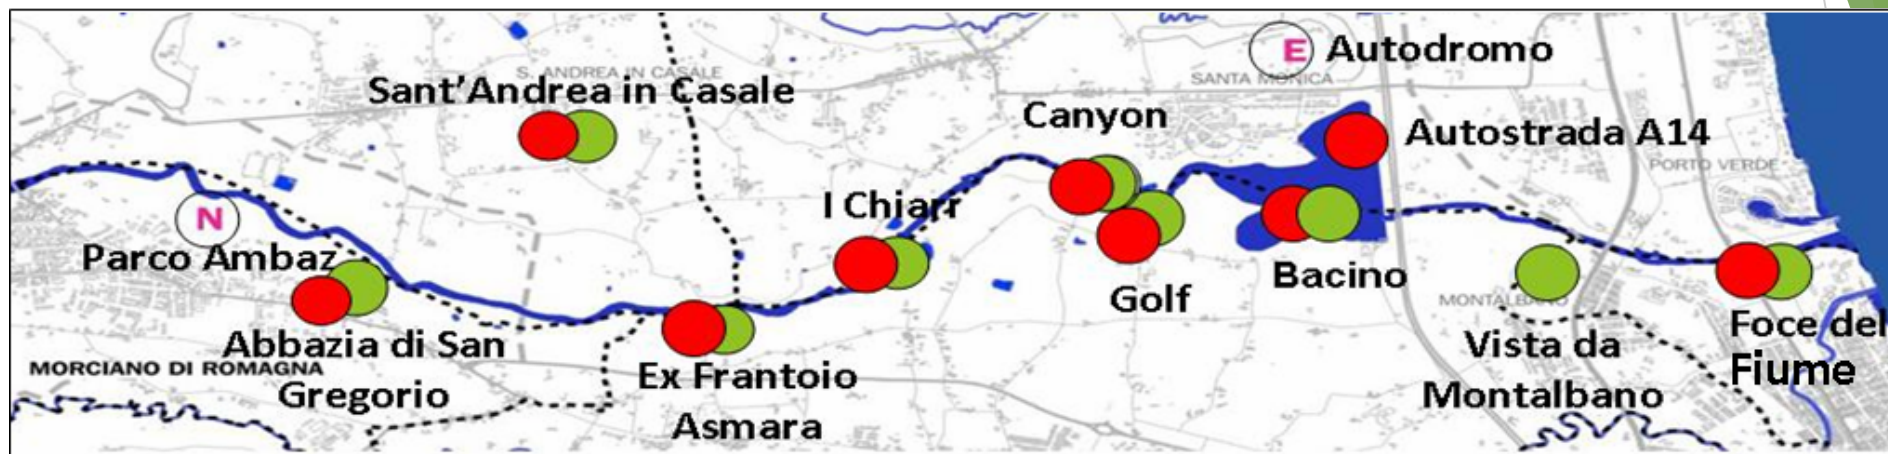 E Autodromo
S. ANDREA IN CASALE
SANTA MONICA
Sant'Andrea in Casale
Canyon
Autostrada A14
PORTO VERDE
I Chiarr
N
Parco Ambaz
Golf
Bacino
MONTALBANO
Abbazia di San
Gregorio
MORCIANO DI ROMAGNA
Ex Frantoio
Asmara
Vista da
Montalbano
Foce del
Fiume